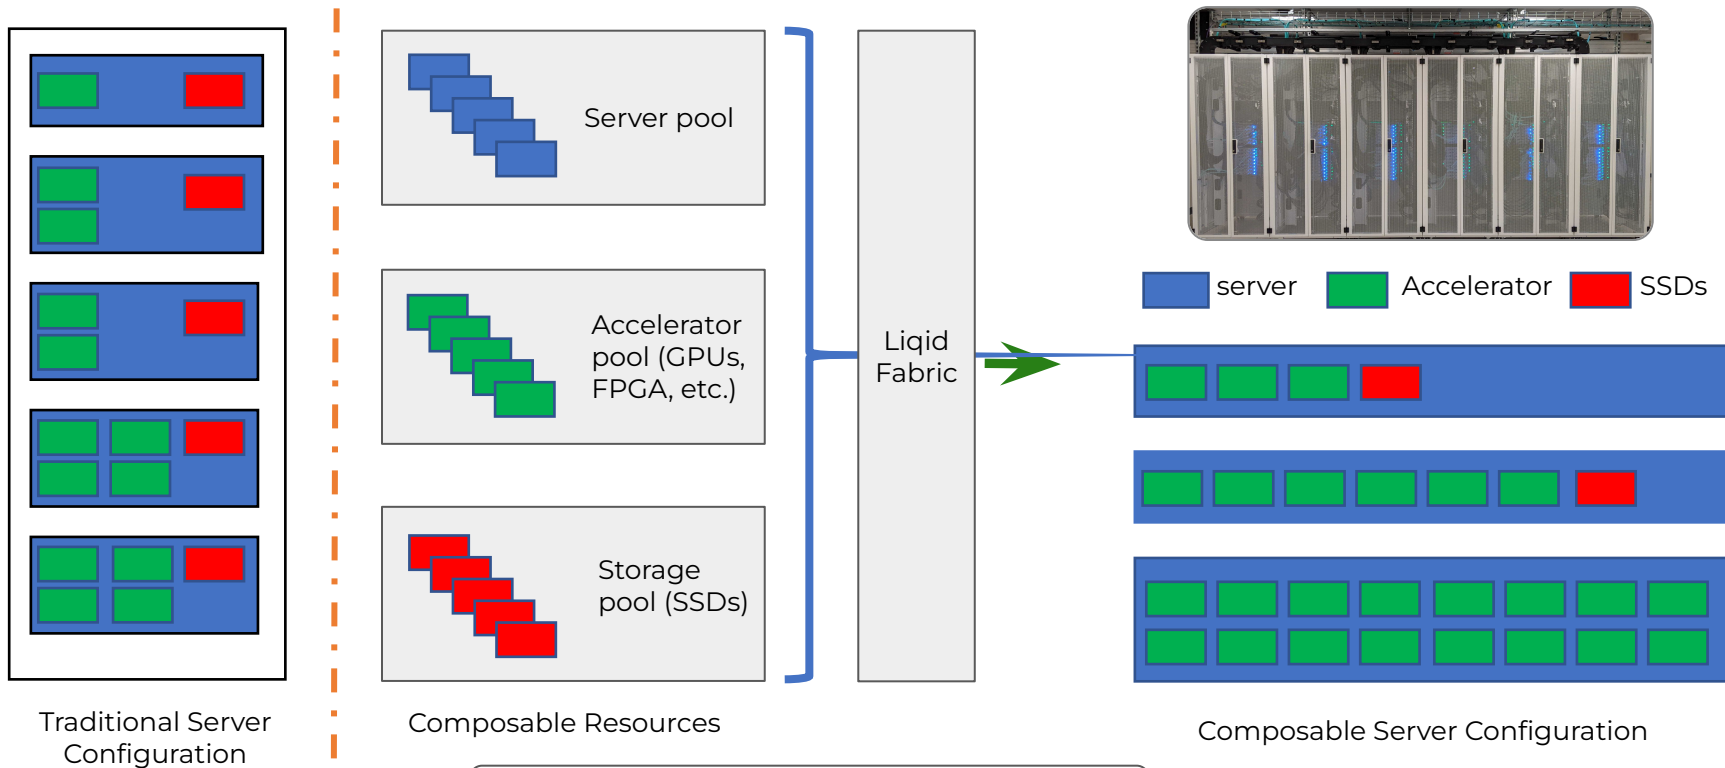 Server pool
Accelerator
pool (GPUs,
FPGA, etc.)
Storage
pool (SSDs)
Liqid
Fabric
server
Accelerator
SSDs
Traditional Server
Configuration
Composable Resources
Composable Server Configuration